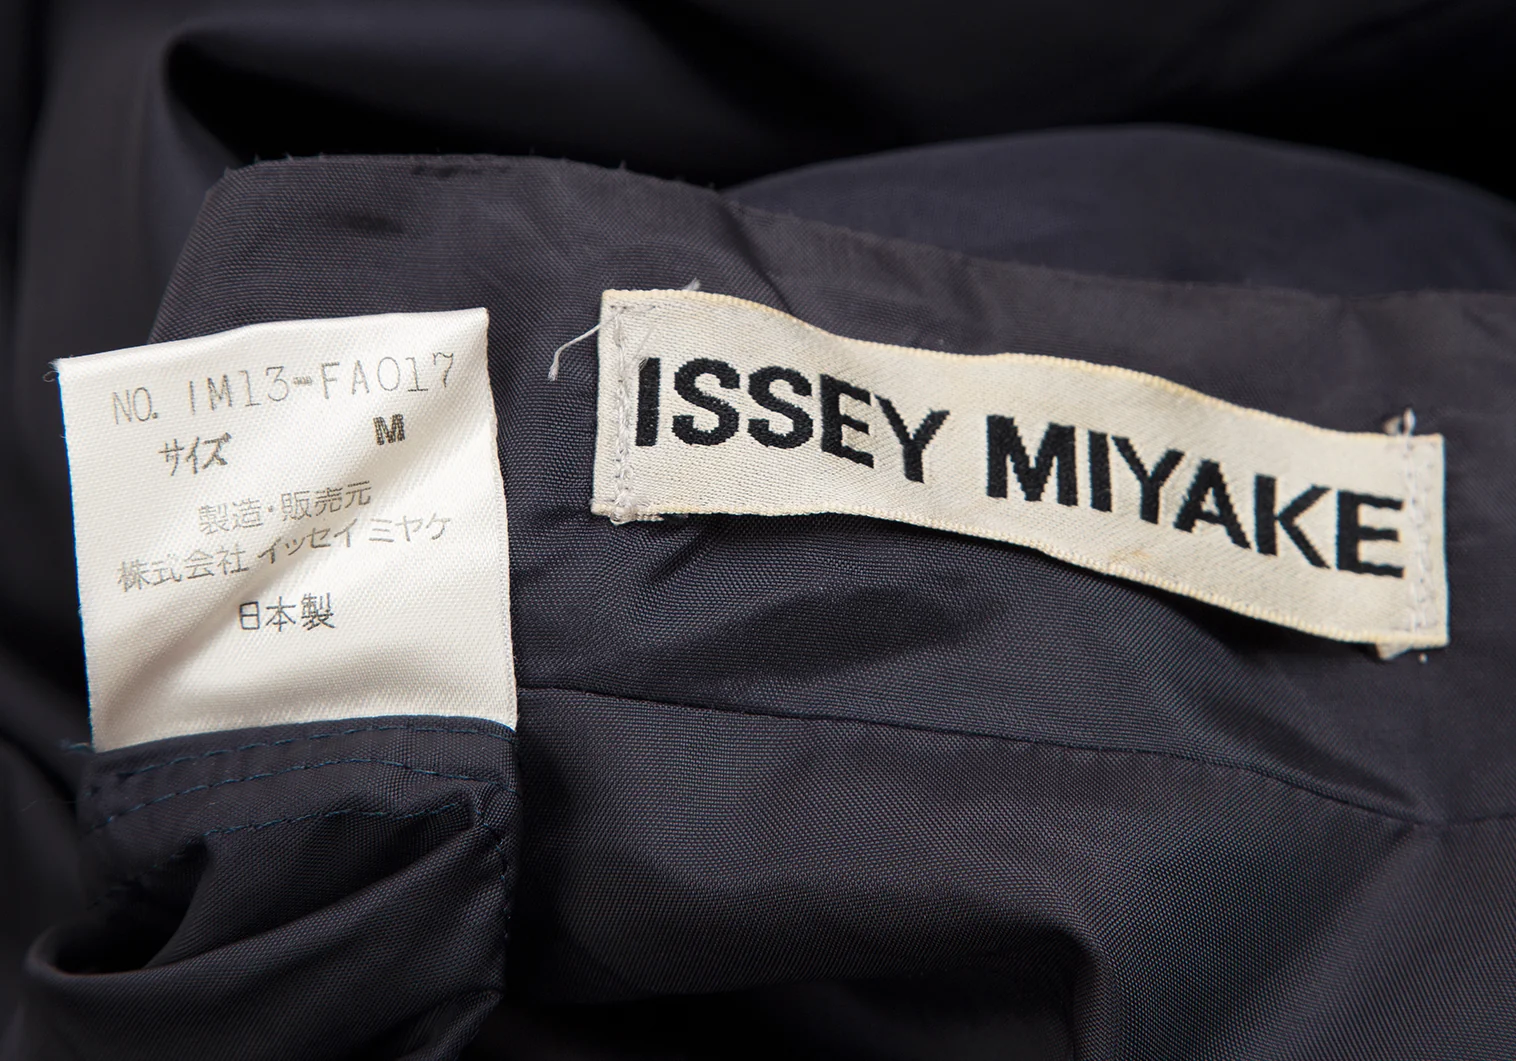 NO. IM13-FA017
サイズ M
製造・販売元
株式会社 イッセイ ミヤケ
日本製
ISSEY MIYAKE